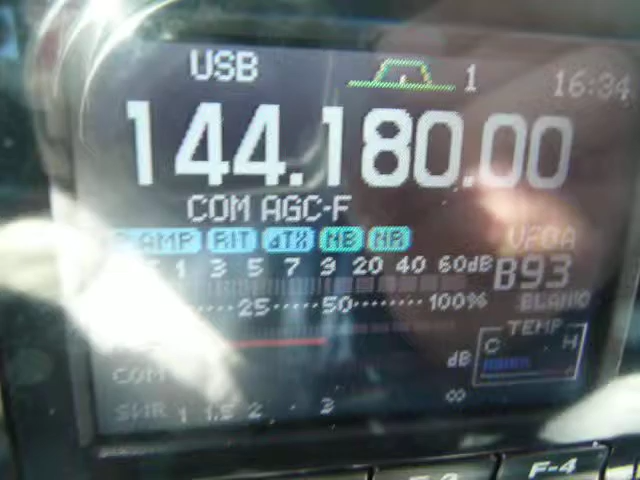 USB 1 16:34
144.180.00
COM AGC-F
P.AMP RIT ⊿TX NB NR VFOA
1 3 5 7 9 20 40 60dB B93
25 50 100% BLANK
TEMP
C H
dB
COM
SWR 1 1.5 2 3 ∞
F-4